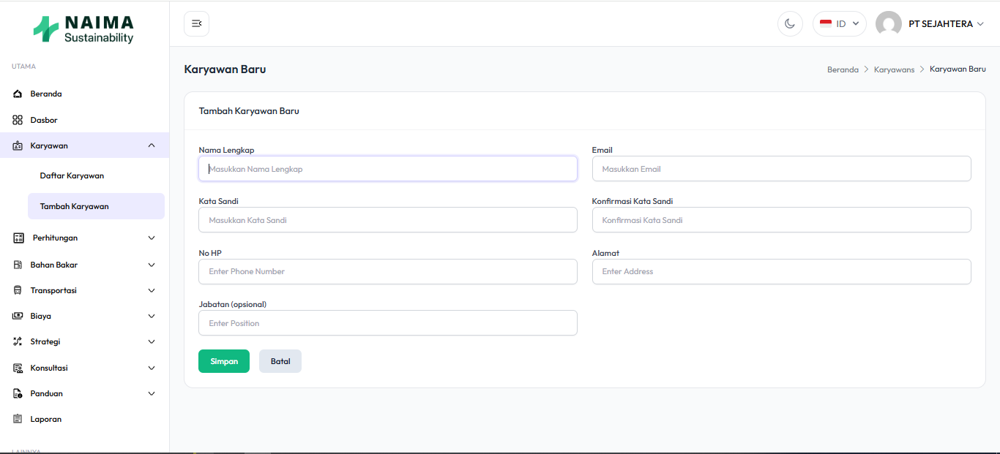 NAIMA
Sustainability
UTAMA
Beranda
Dasbor
Karyawan
Daftar Karyawan
Tambah Karyawan
Perhitungan
Bahan Bakar
Transportasi
Biaya
Strategi
Konsultasi
Panduan
Laporan
LAINNYA
ID
PT SEJAHTERA
Karyawan Baru
Beranda > Karyawans > Karyawan Baru
Tambah Karyawan Baru
Nama Lengkap
Masukkan Nama Lengkap
Email
Masukkan Email
Kata Sandi
Masukkan Kata Sandi
Konfirmasi Kata Sandi
Konfirmasi Kata Sandi
No HP
Enter Phone Number
Alamat
Enter Address
Jabatan (opsional)
Enter Position
Simpan
Batal